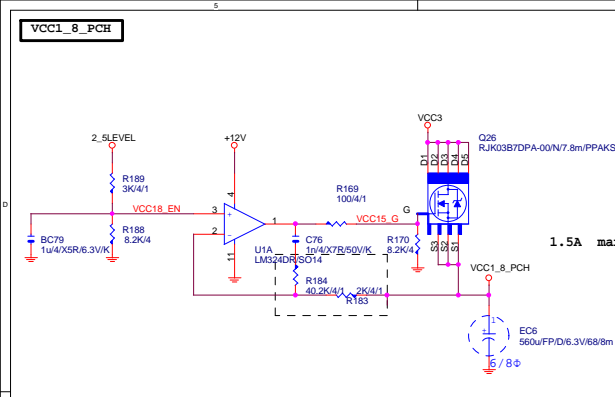 5
VCC1_8_PCH
D
2_5LEVEL
+12V
VCC3
R189
3K/4/1
VCC18_EN
BC79
1u/4/X5R/6.3V/K
R188
8.2K/4
4
3
+
2
-
1
11
U1A
LM324DR/SO14
R169
100/4/1
VCC15_G
C76
1n/4/X7R/50V/K
R170
8.2K/4
R184
40.2K/4/1
2K/4/1
R183
Q26
RJK03B7DPA-00/N/7.8m/PPAKS
D1
D2
D3
D4
D5
G
S3
S2
S1
1.5A
VCC1_8_PCH
1
+
EC6
560u/FP/D/6.3V/68/8m
6/8Φ